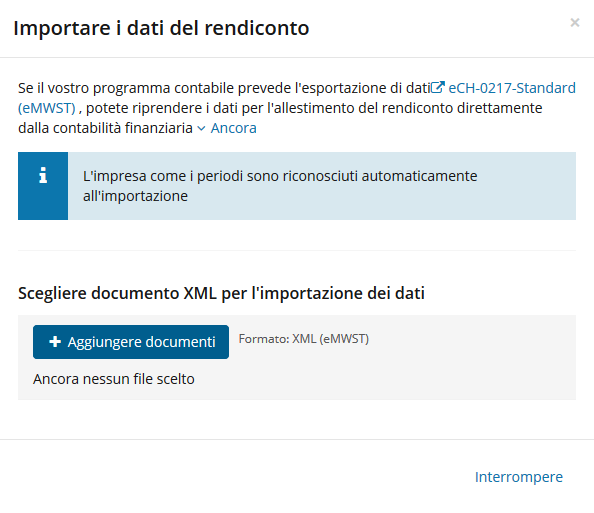 Importare i dati del rendiconto
×
Se il vostro programma contabile prevede l'esportazione di dati eCH-0217-Standard
(eMWST) , potete riprendere i dati per l'allestimento del rendiconto direttamente
dalla contabilità finanziaria Ancora
i
L'impresa come i periodi sono riconosciuti automaticamente
all'importazione
Scegliere documento XML per l'importazione dei dati
+ Aggiungere documenti Formato: XML (eMWST)
Ancora nessun file scelto
Interrompere